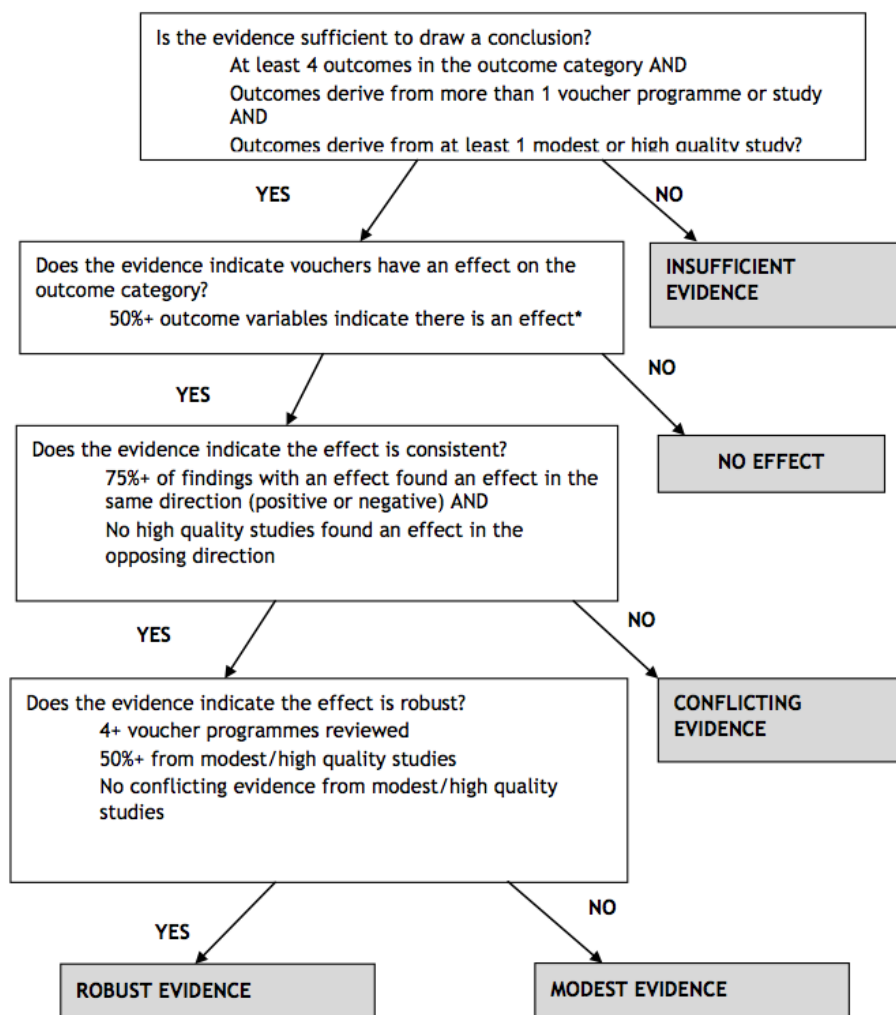 Is the evidence sufficient to draw a conclusion?
At least 4 outcomes in the outcome category AND
Outcomes derive from more than 1 voucher programme or study
AND
Outcomes derive from at least 1 modest or high quality study?
YES
NO
Does the evidence indicate vouchers have an effect on the
outcome category?
50%+ outcome variables indicate there is an effect*
INSUFFICIENT
EVIDENCE
YES
NO
Does the evidence indicate the effect is consistent?
75%+ of findings with an effect found an effect in the
same direction (positive or negative) AND
No high quality studies found an effect in the
opposing direction
NO EFFECT
YES
NO
Does the evidence indicate the effect is robust?
4+ voucher programmes reviewed
50%+ from modest/high quality studies
No conflicting evidence from modest/high quality
studies
CONFLICTING
EVIDENCE
YES
NO
ROBUST EVIDENCE
MODEST EVIDENCE